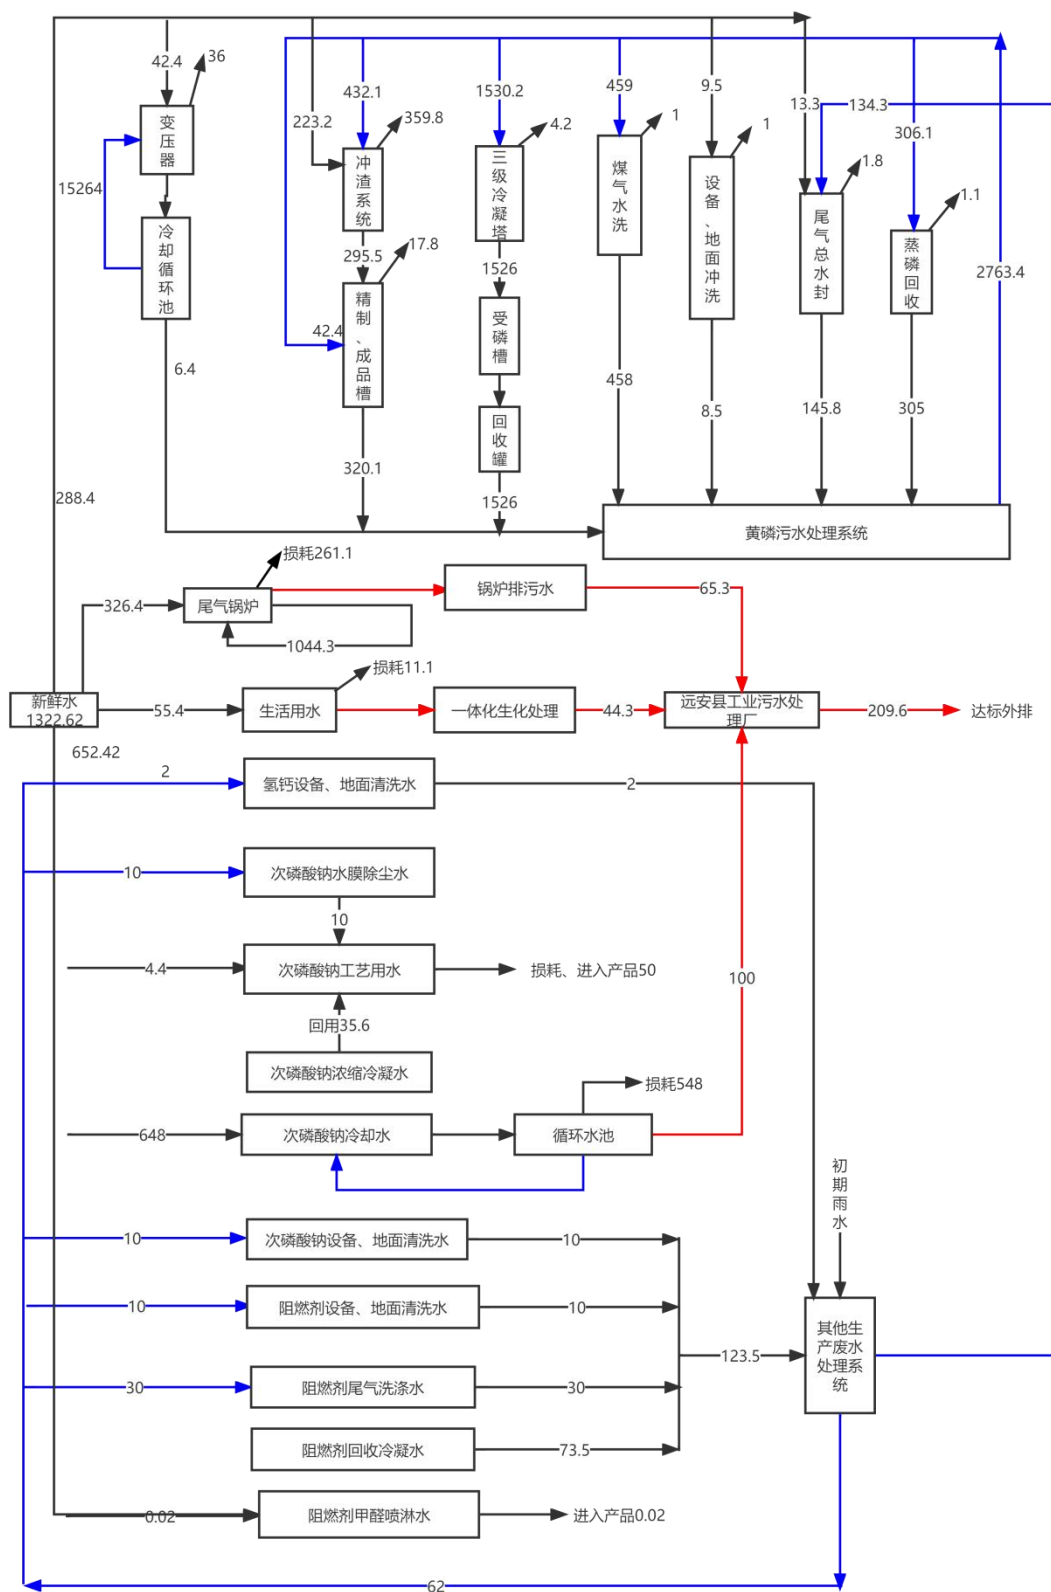 42.4
36
变压器
15264
冷却循环池
6.4
223.2
432.1
359.8
冲渣系统
295.5
17.8
42.4
精制、成品槽
320.1
1530.2
4.2
三级冷凝塔
1526
受磷槽
回收罐
1526
459
1
煤气水洗
458
9.5
1
设备、地面冲洗
8.5
13.3
134.3
1.8
尾气总水封
145.8
306.1
1.1
蒸磷回收
305
2763.4
288.4
黄磷污水处理系统
损耗261.1
326.4
尾气锅炉
1044.3
锅炉排污水
65.3
新鲜水
1322.62
55.4
生活用水
损耗11.1
一体化生化处理
44.3
远安县工业污水处
理厂
209.6
达标外排
652.42
2
氢钙设备、地面清洗水
2
10
次磷酸钠水膜除尘水
10
4.4
次磷酸钠工艺用水
损耗、进入产品50
回用35.6
次磷酸钠浓缩冷凝水
100
648
次磷酸钠冷却水
循环水池
损耗548
初期雨水
10
次磷酸钠设备、地面清洗水
10
10
阻燃剂设备、地面清洗水
10
123.5
其他生
产废水
处理系
统
30
阻燃剂尾气洗涤水
30
阻燃剂回收冷凝水
73.5
0.02
阻燃剂甲醛喷淋水
进入产品0.02
62